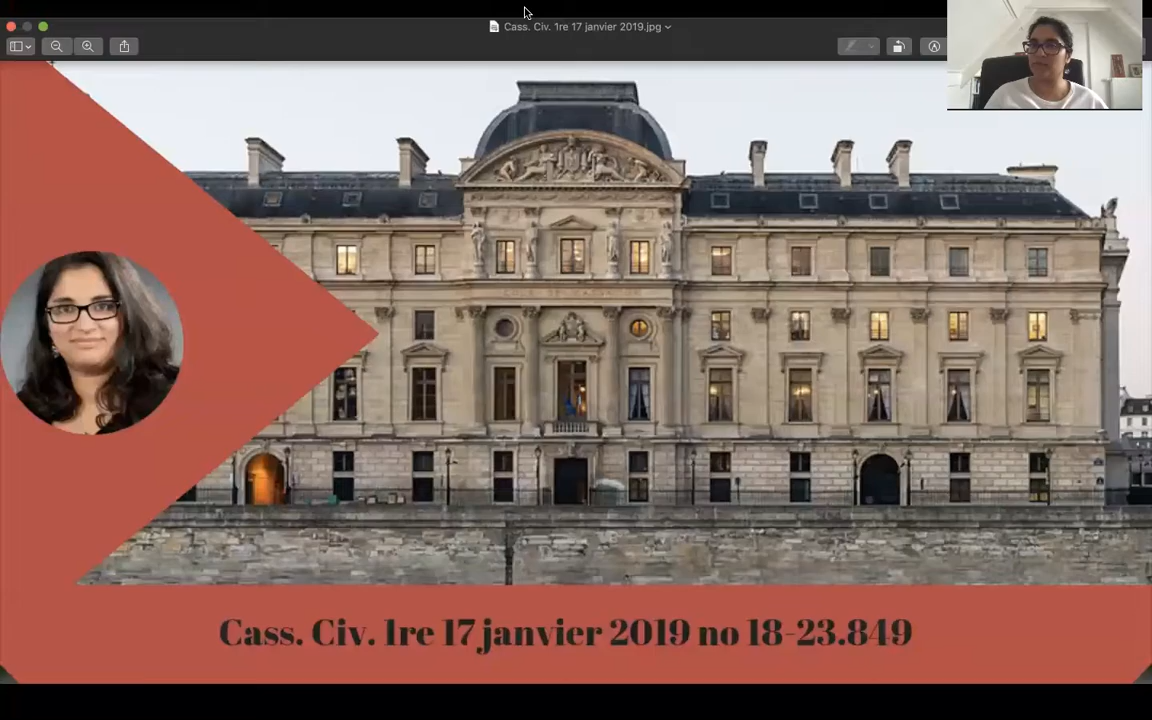 Cass. Civ. 1re 17 janvier 2019.jpg
Cass. Civ. 1re 17 janvier 2019 no 18-23.849